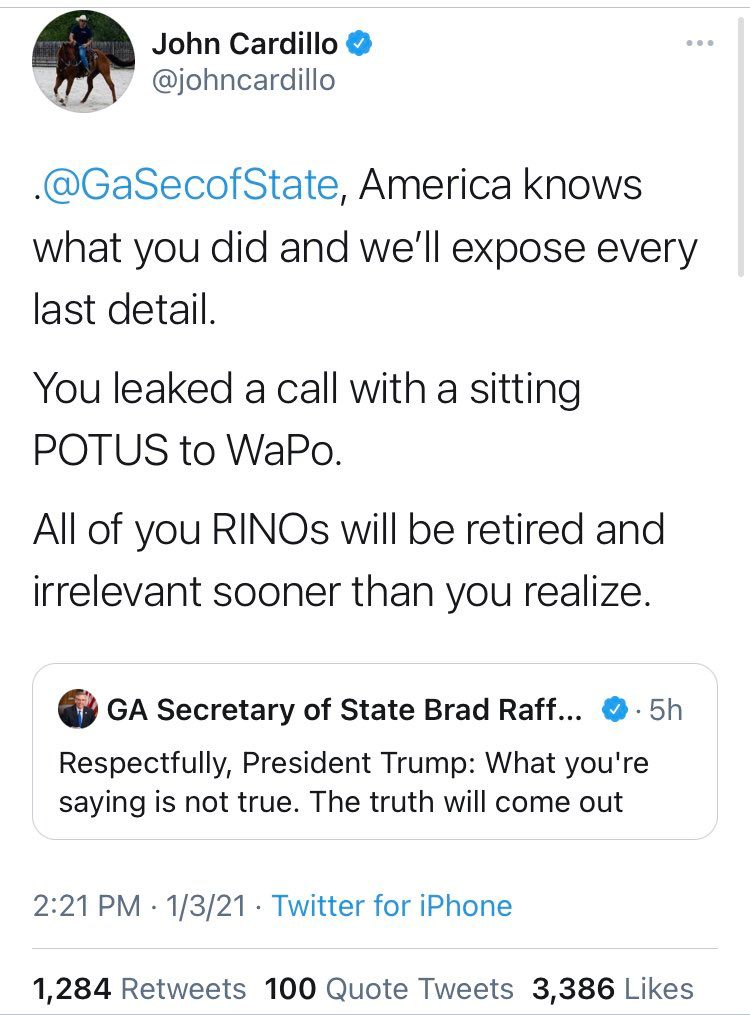 John Cardillo
@johncardillo
.@GaSecofState, America knows
what you did and we’ll expose every
last detail.
You leaked a call with a sitting
POTUS to WaPo.
All of you RINOs will be retired and
irrelevant sooner than you realize.
GA Secretary of State Brad Raff... · 5h
Respectfully, President Trump: What you're
saying is not true. The truth will come out
2:21 PM · 1/3/21 · Twitter for iPhone
1,284 Retweets 100 Quote Tweets 3,386 Likes